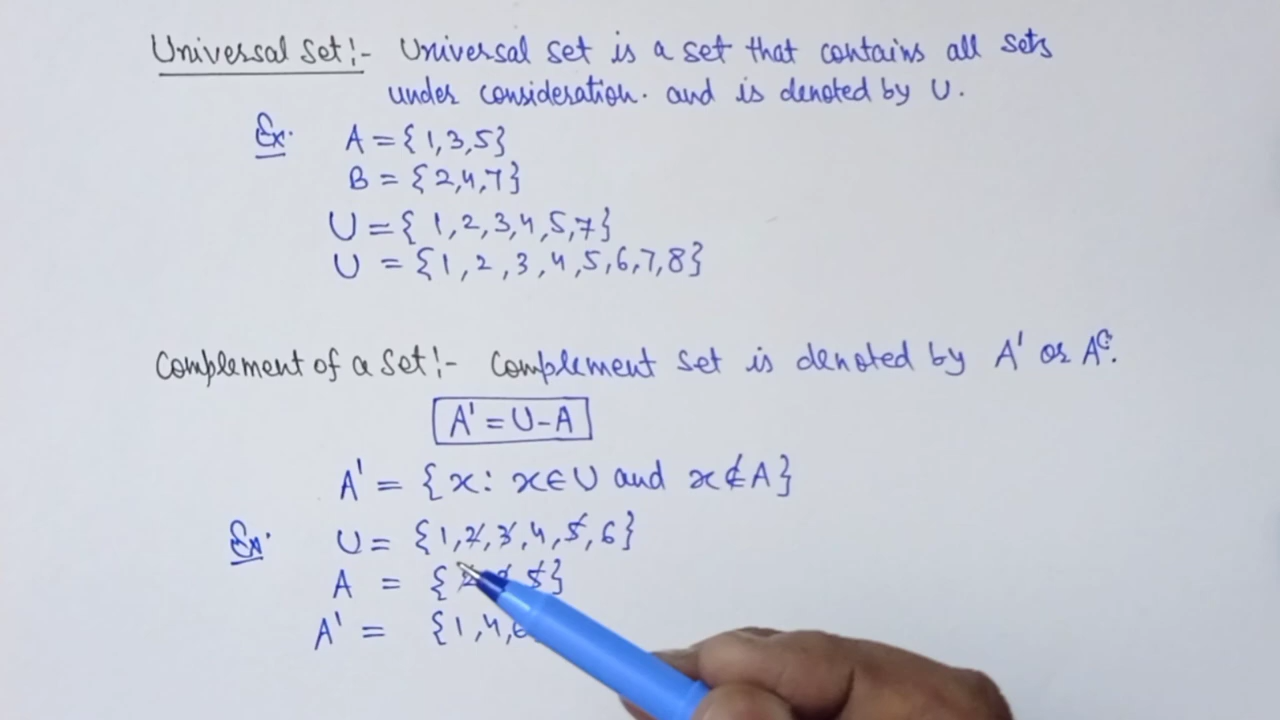 Universal Set:- Universal set is a set that contains all sets
under consideration. and is denoted by U.
Ex. A = {1,3,5}
B = {2,4,7}
U = { 1,2,3,4,5,7}
U = {1,2,3,4,5,6,7,8}
Complement of a Set:- Complement set is denoted by A' or Aᶜ.
A' = U-A
A' = {x: x∈U and x∉A}
Ex. U = {1,2,3,4,5,6}
A = { 5}
A' = {1,4,